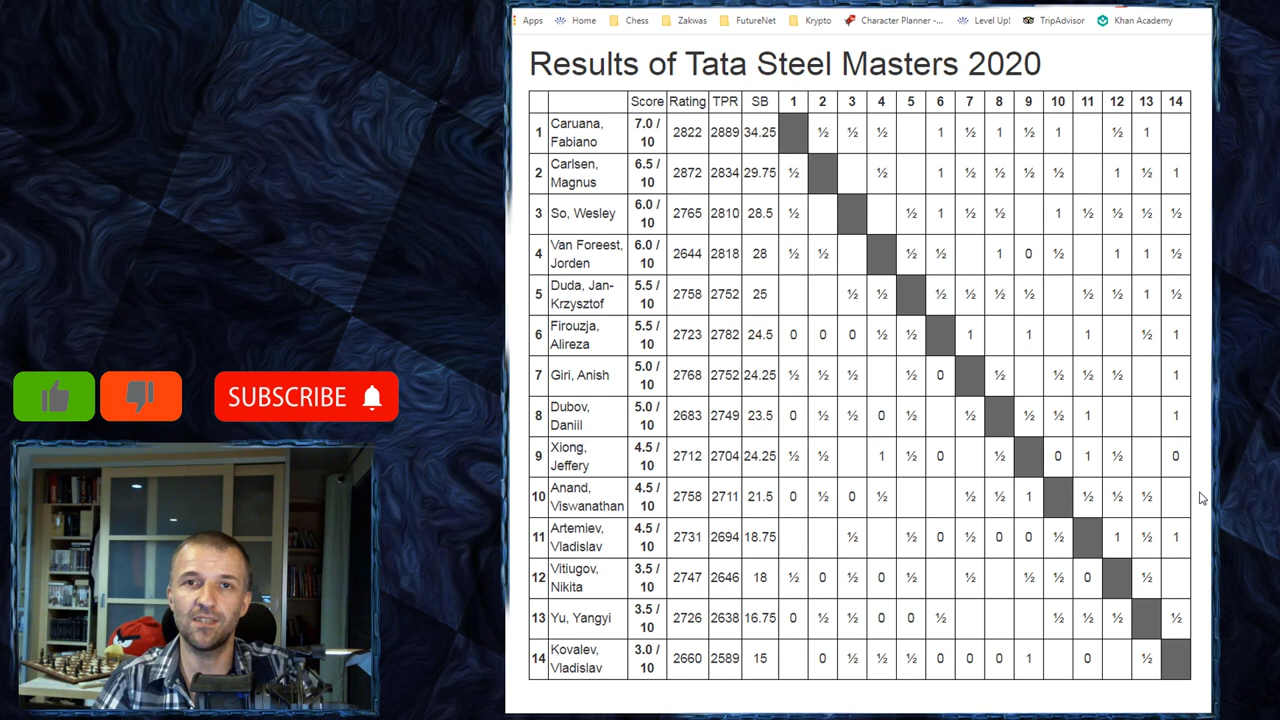 Apps Home Chess Zakwas FutureNet Krypto Character Planner -... Level Up! TripAdvisor Khan Academy
Results of Tata Steel Masters 2020
Score Rating TPR SB 1 2 3 4 5 6 7 8 9 10 11 12 13 14
1 Caruana, Fabiano 7.0 / 10 2822 2889 34.25 ½ ½ ½ 1 ½ 1 ½ 1 ½ 1
2 Carlsen, Magnus 6.5 / 10 2872 2834 29.75 ½ ½ 1 ½ ½ ½ ½ 1 ½ 1
3 So, Wesley 6.0 / 10 2765 2810 28.5 ½ ½ 1 ½ ½ 1 ½ ½ ½ ½
4 Van Foreest, Jorden 6.0 / 10 2644 2818 28 ½ ½ ½ ½ 1 0 ½ 1 1 ½
5 Duda, Jan-Krzysztof 5.5 / 10 2758 2752 25 ½ ½ ½ ½ ½ ½ ½ ½ 1 ½
6 Firouzja, Alireza 5.5 / 10 2723 2782 24.5 0 0 0 ½ ½ 1 1 1 ½ 1
7 Giri, Anish 5.0 / 10 2768 2752 24.25 ½ ½ ½ ½ 0 ½ ½ ½ ½ 1
8 Dubov, Daniil 5.0 / 10 2683 2749 23.5 0 ½ ½ 0 ½ ½ ½ ½ 1 1
9 Xiong, Jeffery 4.5 / 10 2712 2704 24.25 ½ ½ 1 ½ 0 ½ 0 1 ½ 0
10 Anand, Viswanathan 4.5 / 10 2758 2711 21.5 0 ½ 0 ½ ½ ½ 1 ½ ½ ½
11 Artemiev, Vladislav 4.5 / 10 2731 2694 18.75 ½ ½ 0 ½ 0 0 ½ 1 ½ 1
12 Vitiugov, Nikita 3.5 / 10 2747 2646 18 ½ 0 ½ 0 ½ ½ ½ ½ 0 ½
13 Yu, Yangyi 3.5 / 10 2726 2638 16.75 0 ½ ½ 0 0 ½ ½ ½ ½ ½
14 Kovalev, Vladislav 3.0 / 10 2660 2589 15 0 ½ ½ ½ 0 0 0 1 0 ½
SUBSCRIBE